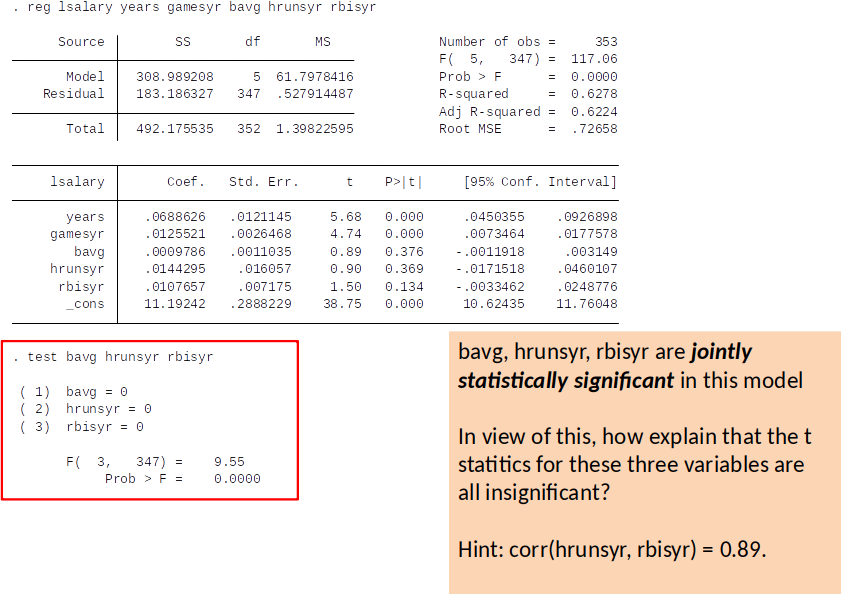 . reg lsalary years gamesyr bavg hrunsyr rbisyr
Source SS df MS Number of obs = 353
F( 5, 347) = 117.06
Model 308.989208 5 61.7978416 Prob > F = 0.0000
Residual 183.186327 347 .527914487 R-squared = 0.6278
Adj R-squared = 0.6224
Total 492.175535 352 1.39822595 Root MSE = .72658
lsalary Coef. Std. Err. t P>|t| [95% Conf. Interval]
years .0688626 .0121145 5.68 0.000 .0450355 .0926898
gamesyr .0125521 .0026468 4.74 0.000 .0073464 .0177578
bavg .0009786 .0011035 0.89 0.376 -.0011918 .003149
hrunsyr .0144295 .016057 0.90 0.369 -.0171518 .0460107
rbisyr .0107657 .007175 1.50 0.134 -.0033462 .0248776
_cons 11.19242 .2888229 38.75 0.000 10.62435 11.76048
. test bavg hrunsyr rbisyr
( 1) bavg = 0
( 2) hrunsyr = 0
( 3) rbisyr = 0
F( 3, 347) = 9.55
Prob > F = 0.0000
bavg, hrunsyr, rbisyr are jointly
statistically significant in this model
In view of this, how explain that the t
statitics for these three variables are
all insignificant?
Hint: corr(hrunsyr, rbisyr) = 0.89.